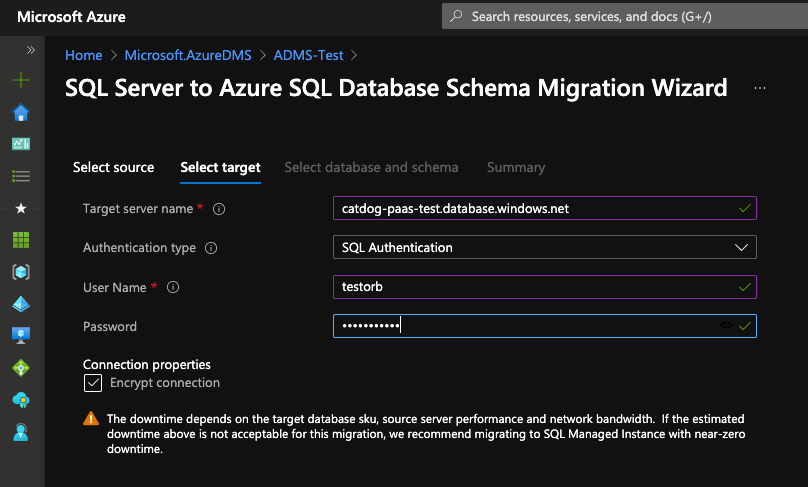 Microsoft Azure
Search resources, services, and docs (G+/)
Home > Microsoft.AzureDMS > ADMS-Test >
SQL Server to Azure SQL Database Schema Migration Wizard ...
Select source Select target Select database and schema Summary
Target server name * catdog-paas-test.database.windows.net
Authentication type SQL Authentication
User Name * testorb
Password •••••••••••
Connection properties
Encrypt connection
The downtime depends on the target database sku, source server performance and network bandwidth. If the estimated
downtime above is not acceptable for this migration, we recommend migrating to SQL Managed Instance with near-zero
downtime.